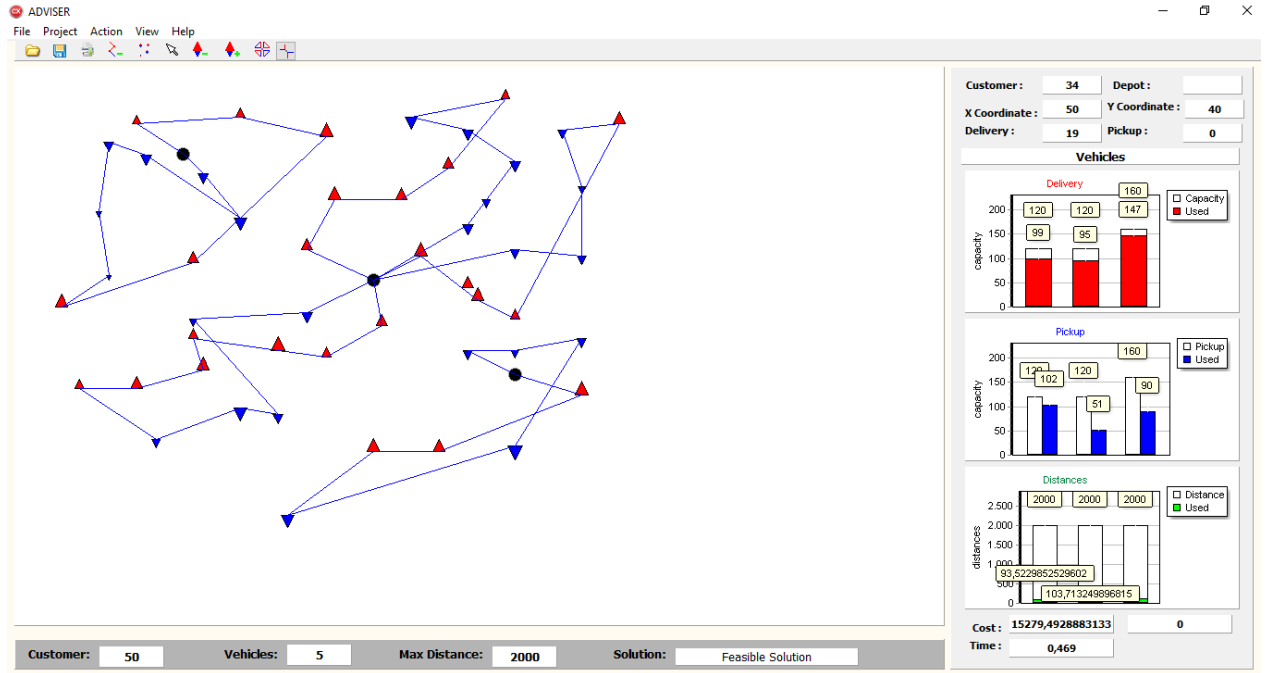 ADVISER
File Project Action View Help
Customer : 34 Depot :
X Coordinate : 50 Y Coordinate : 40
Delivery : 19 Pickup : 0
Vehicles
Delivery
160
120 120 147
99 95
200
150
100
50
0
capacity
Capacity
Used
Pickup
160
120 102 120 90
51
200
150
100
50
0
capacity
Pickup
Used
Distances
2000 2000 2000
2.500
2.000
1.500
1.000
500
0
distances
93,5229852529602
103,713249896815
Distance
Used
Cost : 15279,4928883133 0
Time : 0,469
Customer: 50 Vehicles: 5 Max Distance: 2000 Solution: Feasible Solution